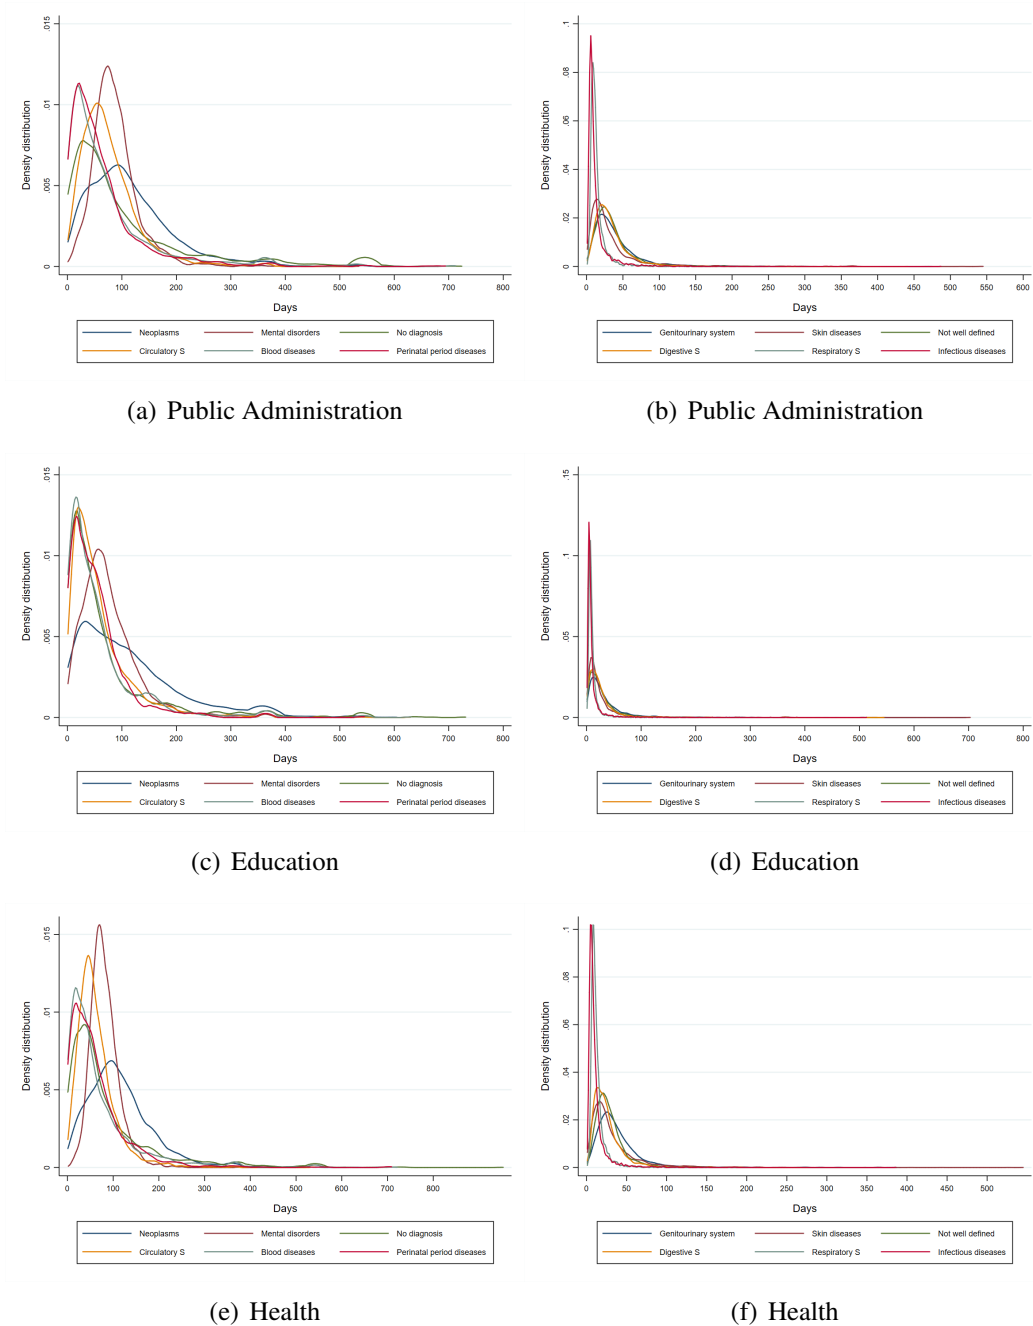 Density distribution
.015
.01
.005
0
0 100 200 300 400 500 600 700 800
Days
Neoplasms Mental disorders No diagnosis
Circulatory S Blood diseases Perinatal period diseases
(a) Public Administration
Density distribution
.1
.08
.06
.04
.02
0
0 50 100 150 200 250 300 350 400 450 500 550 600
Days
Genitourinary system Skin diseases Not well defined
Digestive S Respiratory S Infectious diseases
(b) Public Administration
Density distribution
.015
.01
.005
0
0 100 200 300 400 500 600 700 800
Days
Neoplasms Mental disorders No diagnosis
Circulatory S Blood diseases Perinatal period diseases
(c) Education
Density distribution
.15
.1
.05
0
0 100 200 300 400 500 600 700 800
Days
Genitourinary system Skin diseases Not well defined
Digestive S Respiratory S Infectious diseases
(d) Education
Density distribution
.015
.01
.005
0
0 100 200 300 400 500 600 700 800
Days
Neoplasms Mental disorders No diagnosis
Circulatory S Blood diseases Perinatal period diseases
(e) Health
Density distribution
.1
.08
.06
.04
.02
0
0 50 100 150 200 250 300 350 400 450 500
Days
Genitourinary system Skin diseases Not well defined
Digestive S Respiratory S Infectious diseases
(f) Health